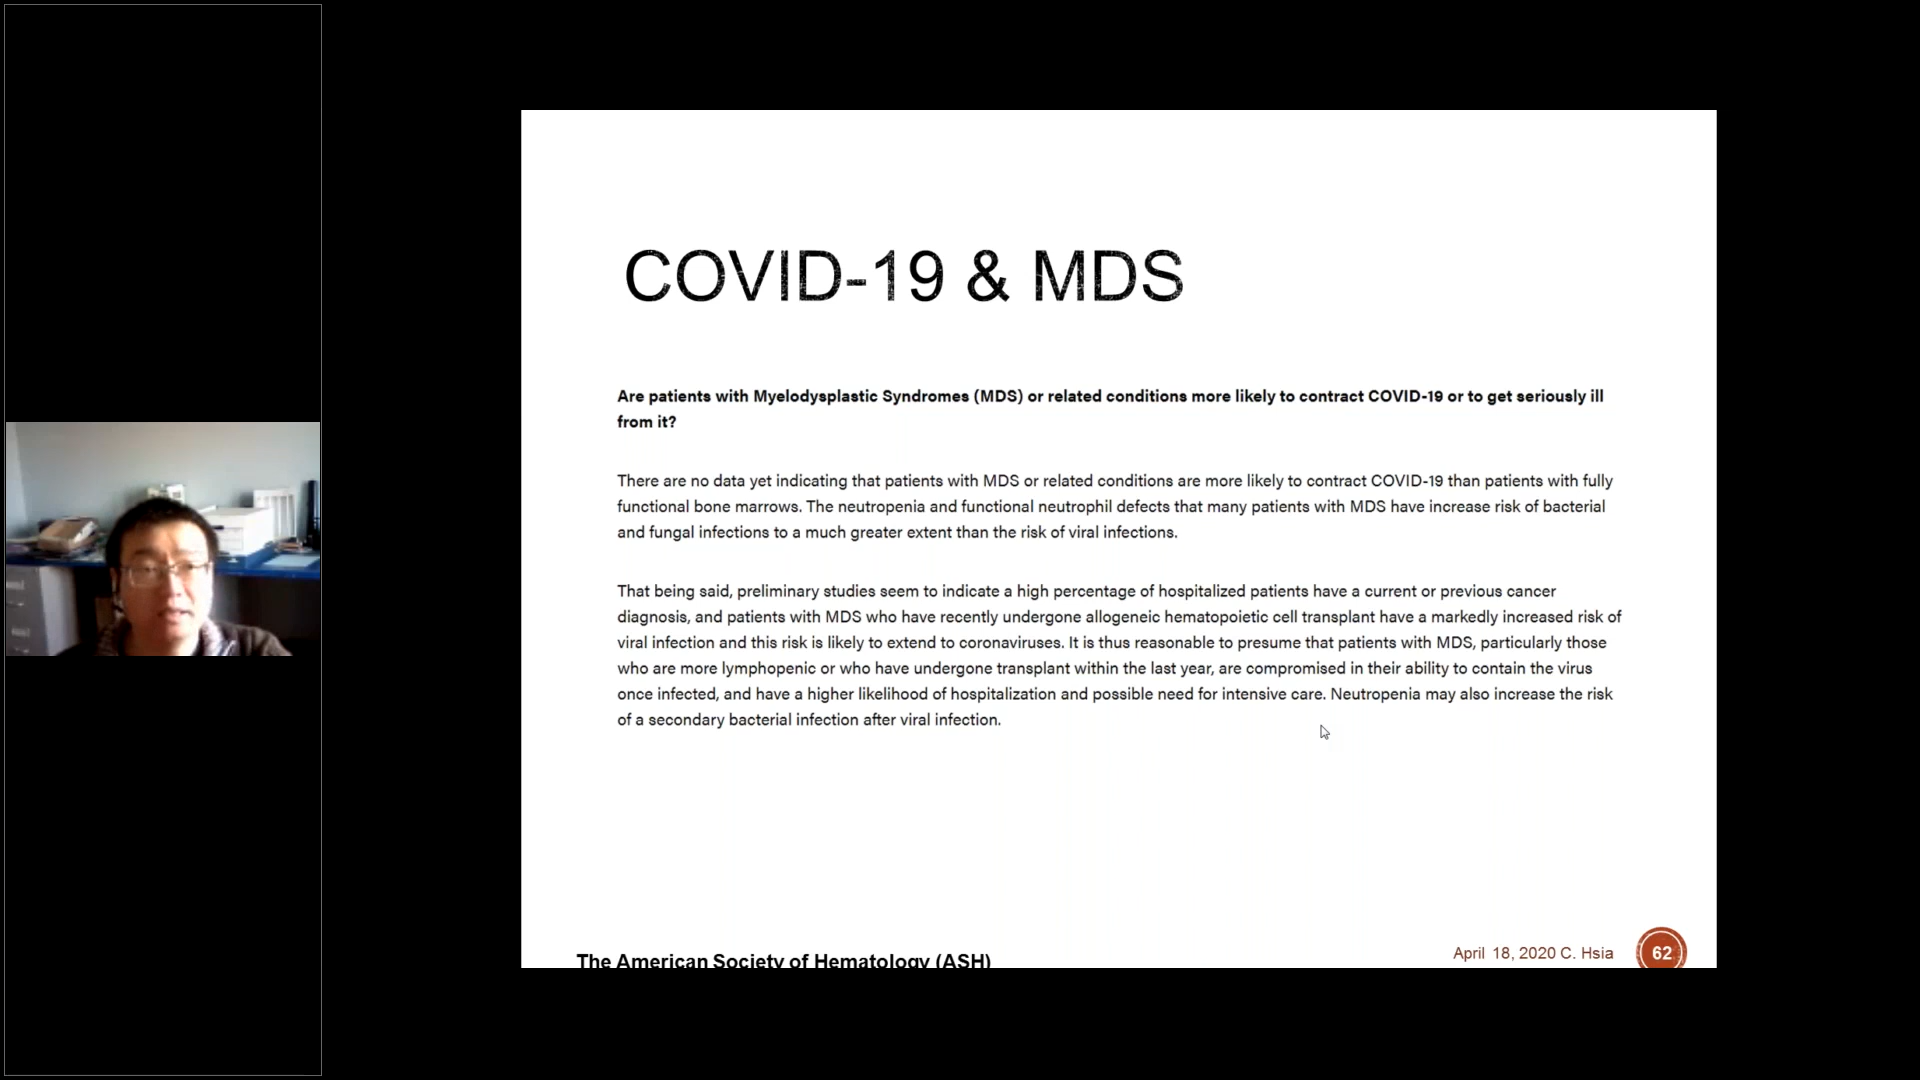 COVID-19 & MDS
Are patients with Myelodysplastic Syndromes (MDS) or related conditions more likely to contract COVID-19 or to get seriously ill
from it?
There are no data yet indicating that patients with MDS or related conditions are more likely to contract COVID-19 than patients with fully
functional bone marrows. The neutropenia and functional neutrophil defects that many patients with MDS have increase risk of bacterial
and fungal infections to a much greater extent than the risk of viral infections.
That being said, preliminary studies seem to indicate a high percentage of hospitalized patients have a current or previous cancer
diagnosis, and patients with MDS who have recently undergone allogeneic hematopoietic cell transplant have a markedly increased risk of
viral infection and this risk is likely to extend to coronaviruses. It is thus reasonable to presume that patients with MDS, particularly those
who are more lymphopenic or who have undergone transplant within the last year, are compromised in their ability to contain the virus
once infected, and have a higher likelihood of hospitalization and possible need for intensive care. Neutropenia may also increase the risk
of a secondary bacterial infection after viral infection.
The American Society of Hematology (ASH)
April 18, 2020 C. Hsia
62